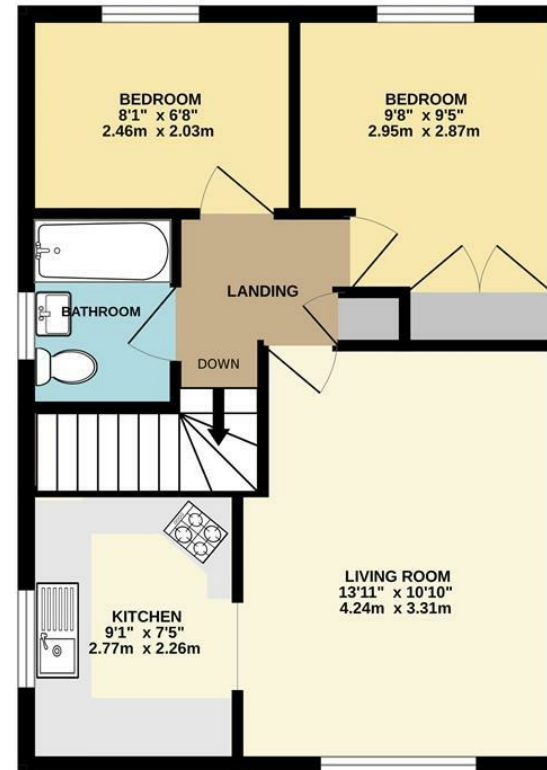 BEDROOM
8'1" x 6'8"
2.46m x 2.03m
BEDROOM
9'8" x 9'5"
2.95m x 2.87m
BATHROOM
LANDING
DOWN
KITCHEN
9'1" x 7'5"
2.77m x 2.26m
LIVING ROOM
13'11" x 10'10"
4.24m x 3.31m